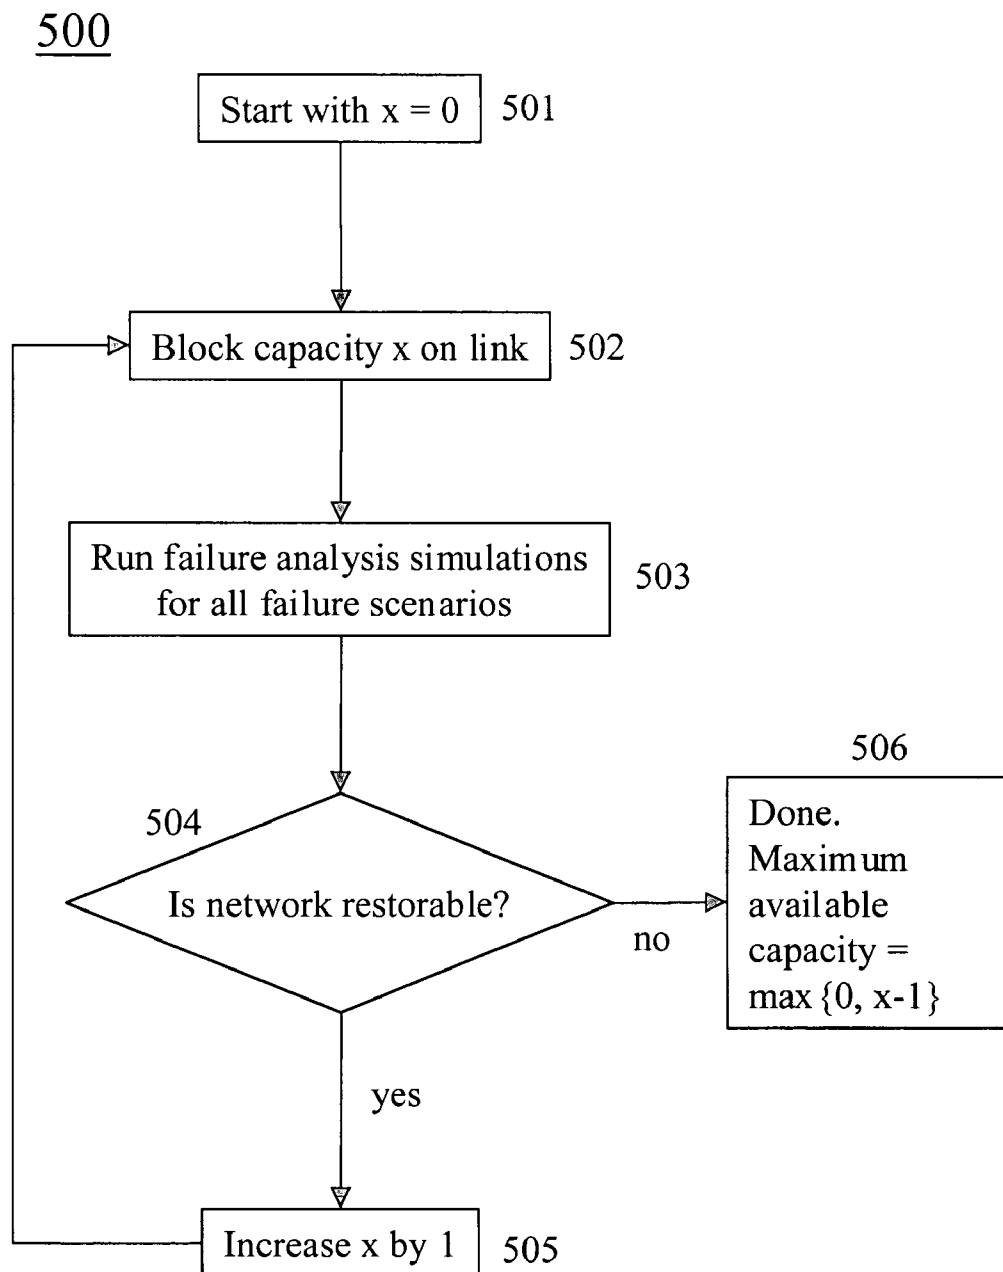 500
Start with x = 0 501
Block capacity x on link 502
Run failure analysis simulations
for all failure scenarios
503
506
504
Is network restorable?
no
Done.
Maximum
available
capacity =
max{0, x-1}
yes
Increase x by 1 505